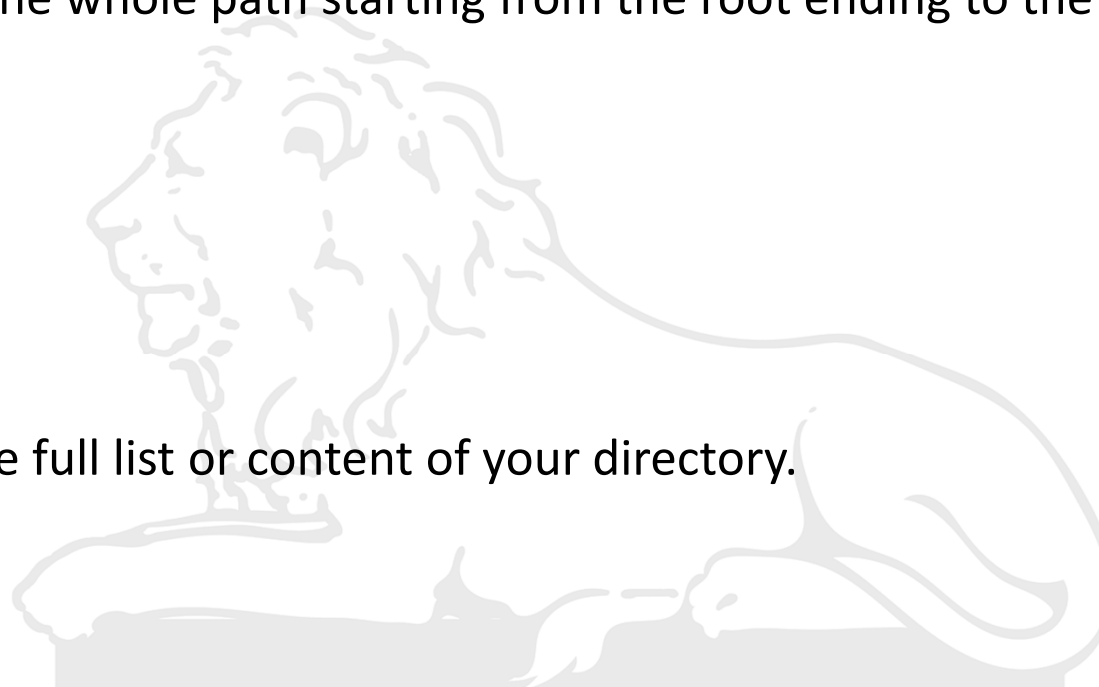 he whole path starting from the root ending to the
e full list or content of your directory.